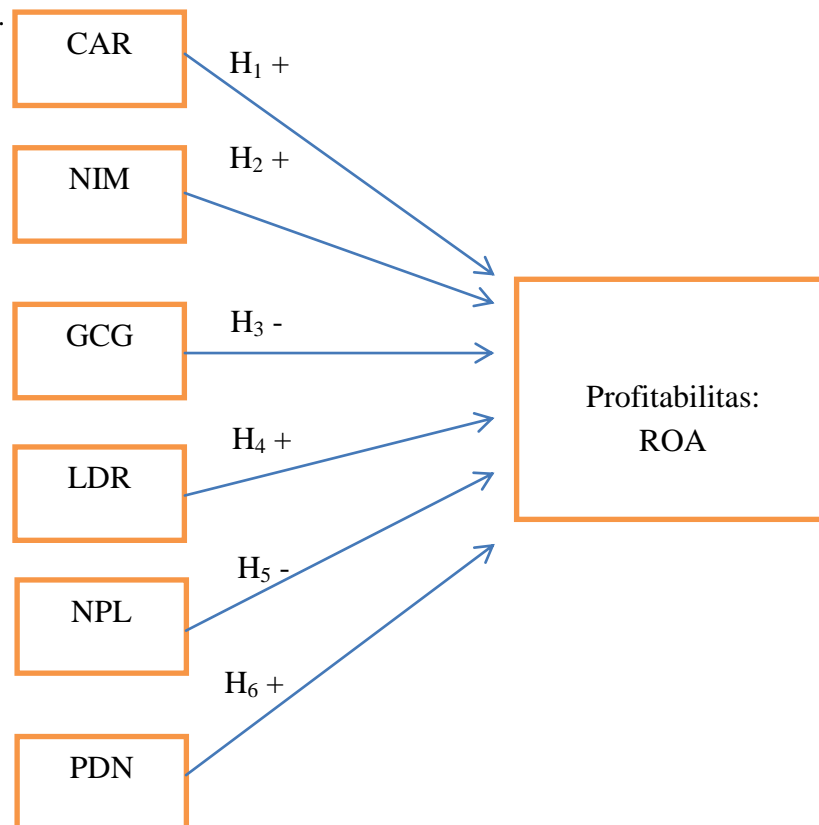 CAR
H₁ +
NIM
H₂ +
GCG
H₃ -
LDR
H₄ +
NPL
H₅ -
PDN
H₆ +
Profitabilitas:
ROA